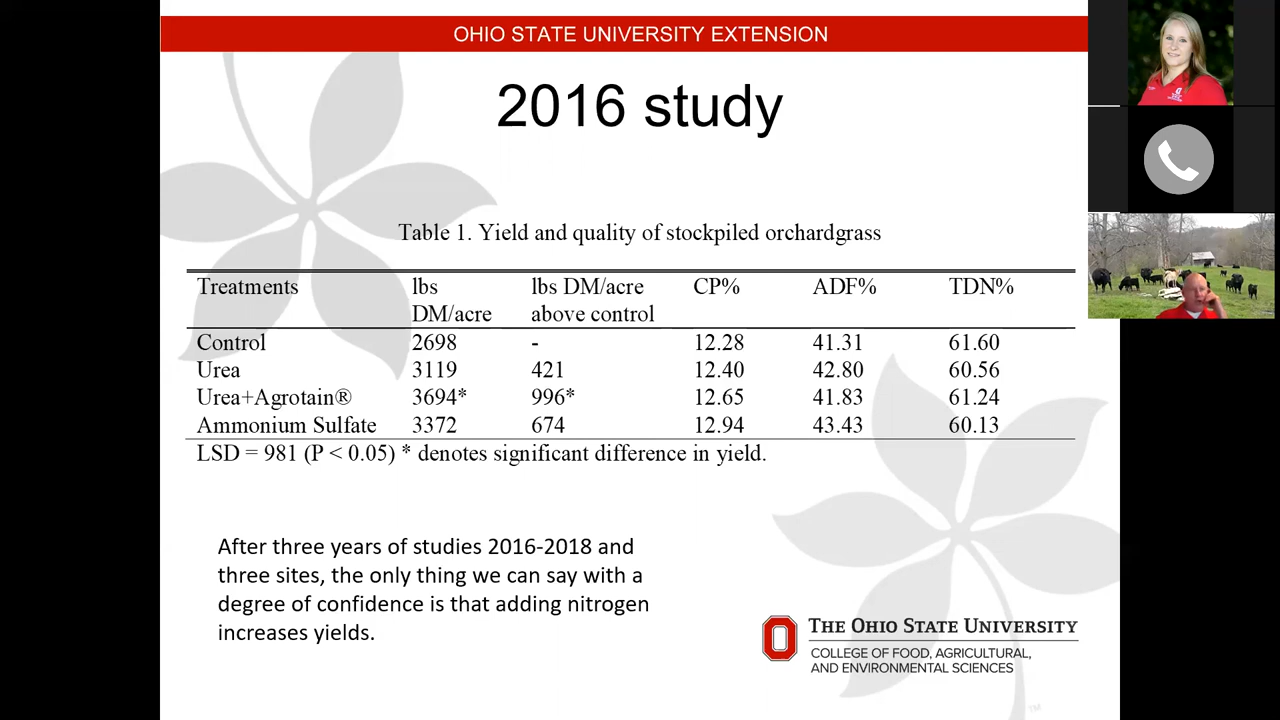 OHIO STATE UNIVERSITY EXTENSION
2016 study
Table 1. Yield and quality of stockpiled orchardgrass
Treatments lbs DM/acre lbs DM/acre above control CP% ADF% TDN%
Control 2698 - 12.28 41.31 61.60
Urea 3119 421 12.40 42.80 60.56
Urea+Agrotain® 3694* 996* 12.65 41.83 61.24
Ammonium Sulfate 3372 674 12.94 43.43 60.13
LSD = 981 (P < 0.05) * denotes significant difference in yield.
After three years of studies 2016-2018 and
three sites, the only thing we can say with a
degree of confidence is that adding nitrogen
increases yields.
THE OHIO STATE UNIVERSITY
COLLEGE OF FOOD, AGRICULTURAL,
AND ENVIRONMENTAL SCIENCES
TM